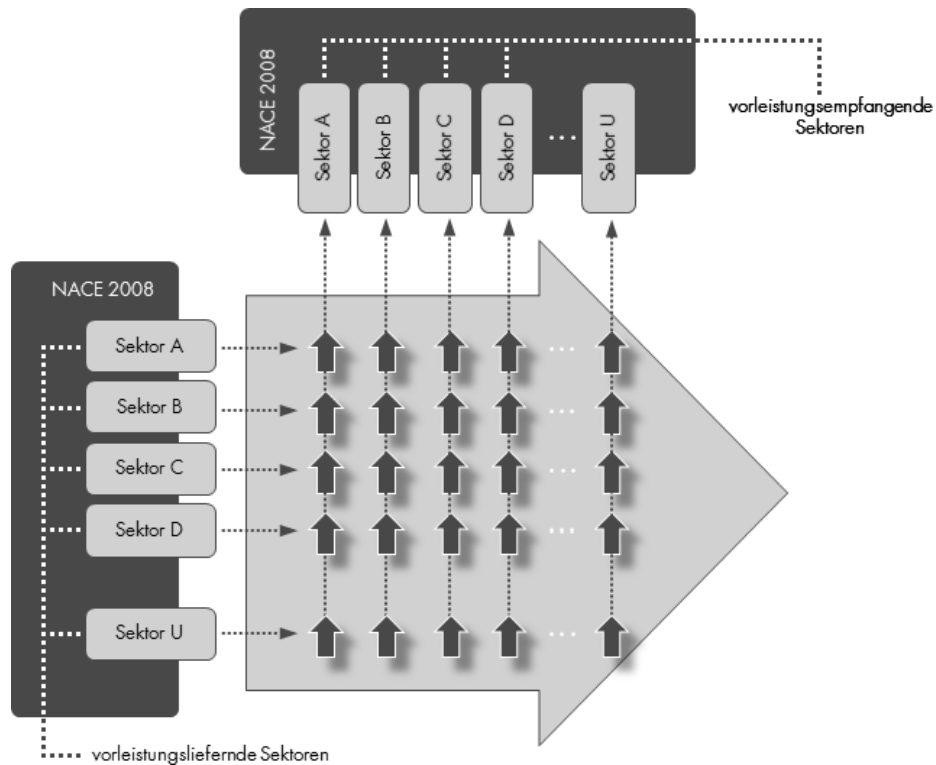 NACE 2008
Sektor A
Sektor B
Sektor C
Sektor D
...
Sektor U
vorleistungsempfangende
Sektoren
NACE 2008
Sektor A
Sektor B
Sektor C
Sektor D
Sektor U
...
...
...
...
...
vorleistungsliefernde Sektoren